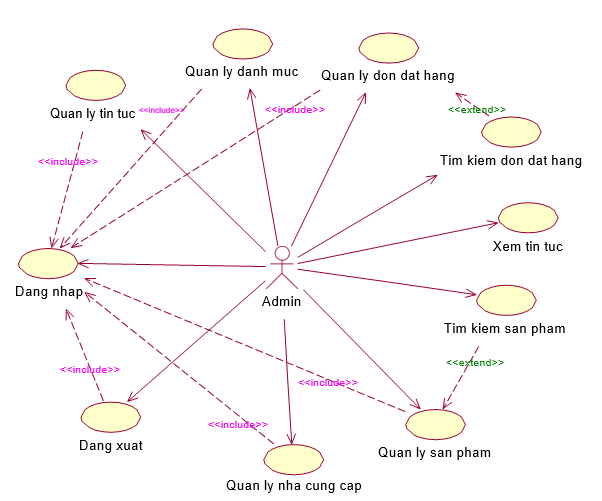 Quan ly danh muc
Quan ly don dat hang
Quan ly tin tuc
<<include>>
<<include>>
<<extend>>
Tim kiem don dat hang
<<include>>
Xem tin tuc
Dang nhap
Admin
Tim kiem san pham
<<include>>
<<extend>>
<<include>>
<<include>>
Dang xuat
Quan ly san pham
Quan ly nha cung cap